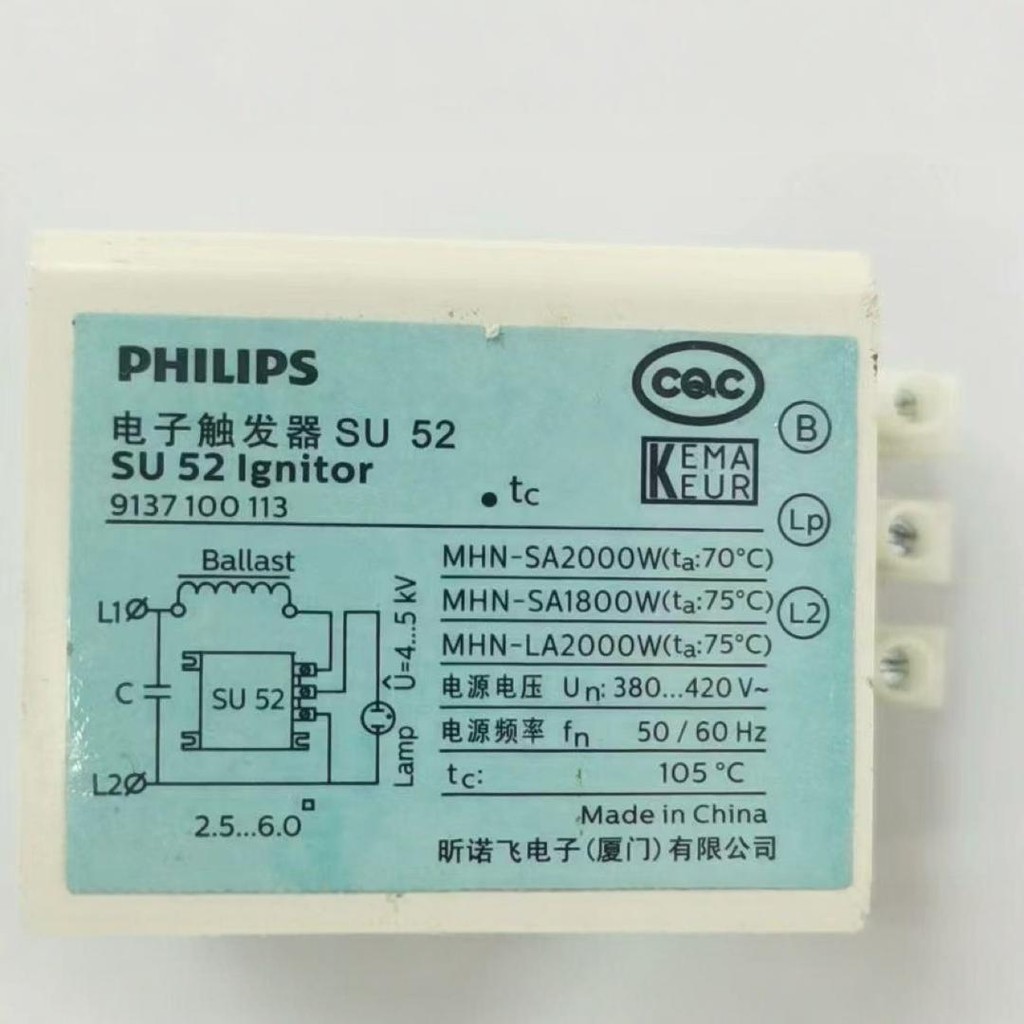 PHILIPS
电子触发器 SU 52
SU 52 Ignitor
9137 100 113
• tc
CQC
KEMA
KEUR
B
Lp
L2
Ballast
L1
C
SU 52
L2
Lamp Û=4...5 kV
2.5...6.0
MHN-SA2000W(ta:70°C)
MHN-SA1800W(ta:75°C)
MHN-LA2000W(ta:75°C)
电源电压 Un: 380...420 V~
电源频率 fn 50 / 60 Hz
tc: 105 °C
Made in China
昕诺飞电子(厦门)有限公司